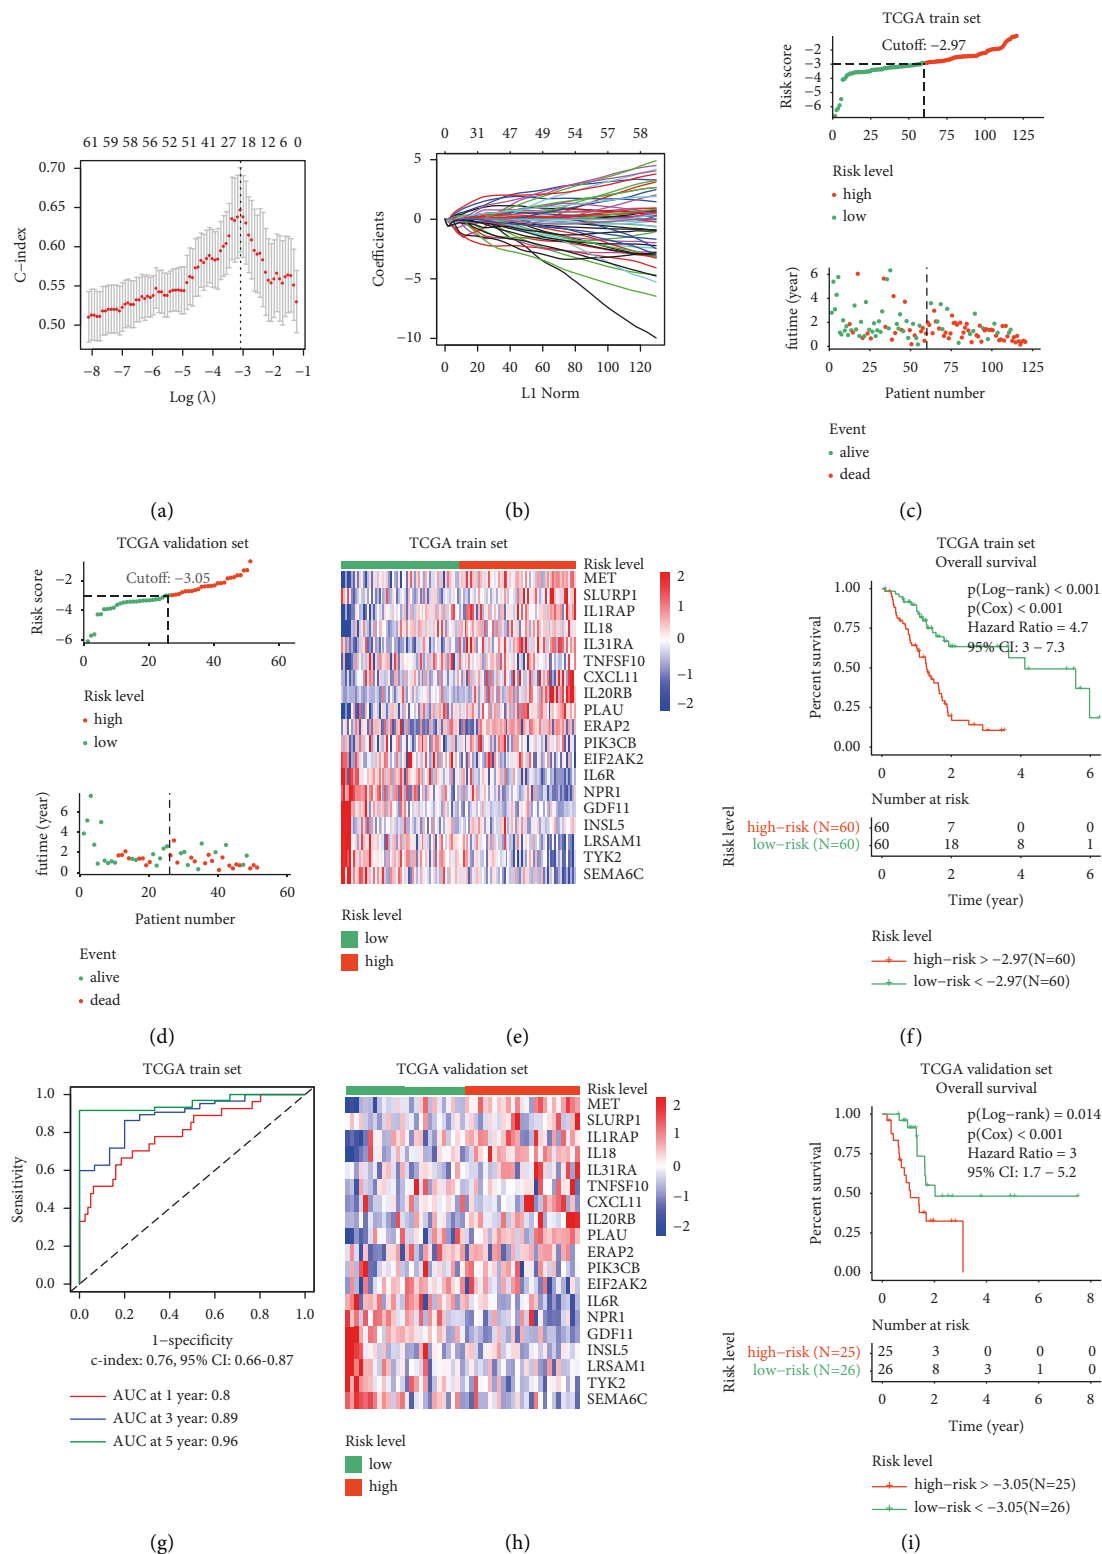 61 59 58 56 52 51 41 27 18 12 6 0
0.70
0.65
0.60
0.55
0.50
C−index
−8 −7 −6 −5 −4 −3 −2 −1
Log (λ)
(a)
0 31 47 49 54 57 58
5
0
−5
−10
Coefficients
0 20 40 60 80 100 120
L1 Norm
(b)
TCGA train set
Cutoff: −2.97
−2
−3
−4
−5
−6
Risk score
0 25 50 75 100 125
Risk level
high
low
6
4
2
0
futime (year)
0 25 50 75 100 125
Patient number
Event
alive
dead
(c)
TCGA validation set
Cutoff: −3.05
−2
−4
−6
Risk score
0 20 40 60
Risk level
high
low
6
4
2
0
futime (year)
0 20 40 60
Patient number
Event
alive
dead
(d)
TCGA train set
Risk level
MET
SLURP1
IL1RAP
IL18
IL31RA
TNFSF10
CXCL11
IL20RB
PLAU
ERAP2
PIK3CB
EIF2AK2
IL6R
NPR1
GDF11
INSL5
LRSAM1
TYK2
SEMA6C
2
1
0
−1
−2
Risk level
low
high
(e)
TCGA train set
Overall survival
p(Log−rank) < 0.001
p(Cox) < 0.001
Hazard Ratio = 4.7
95% CI: 3 − 7.3
1.00
0.75
0.50
0.25
0.00
Percent survival
0 2 4 6
Number at risk
Risk level
high−risk (N=60) 60 7 0 0
low−risk (N=60) 60 18 8 1
0 2 4 6
Time (year)
Risk level
high−risk > −2.97(N=60)
low−risk < −2.97(N=60)
(f)
TCGA train set
1.0
0.8
0.6
0.4
0.2
0.0
Sensitivity
0.0 0.2 0.4 0.6 0.8 1.0
1−specificity
c-index: 0.76, 95% CI: 0.66-0.87
AUC at 1 year: 0.8
AUC at 3 year: 0.89
AUC at 5 year: 0.96
(g)
TCGA validation set
Risk level
MET
SLURP1
IL1RAP
IL18
IL31RA
TNFSF10
CXCL11
IL20RB
PLAU
ERAP2
PIK3CB
EIF2AK2
IL6R
NPR1
GDF11
INSL5
LRSAM1
TYK2
SEMA6C
2
1
0
−1
−2
Risk level
low
high
(h)
TCGA validation set
Overall survival
p(Log−rank) = 0.014
p(Cox) < 0.001
Hazard Ratio = 3
95% CI: 1.7 − 5.2
1.00
0.75
0.50
0.25
0.00
Percent survival
0 2 4 6 8
Number at risk
Risk level
high−risk (N=25) 25 3 0 0 0
low−risk (N=26) 26 8 3 1 0
0 2 4 6 8
Time (year)
Risk level
high−risk > −3.05(N=25)
low−risk < −3.05(N=26)
(i)